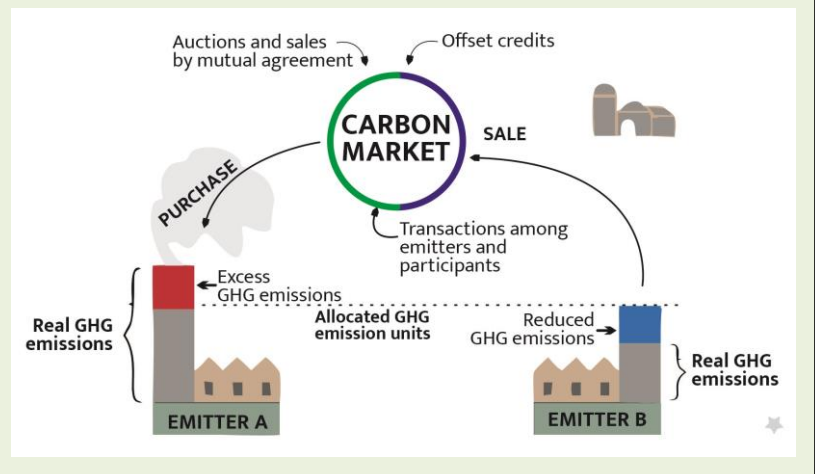 Auctions and sales
by mutual agreement
Offset credits
CARBON
MARKET
SALE
PURCHASE
Transactions among
emitters and
participants
Excess
GHG emissions
Real GHG
emissions
Allocated GHG
emission units
Reduced
GHG emissions
Real GHG
emissions
EMITTER A
EMITTER B